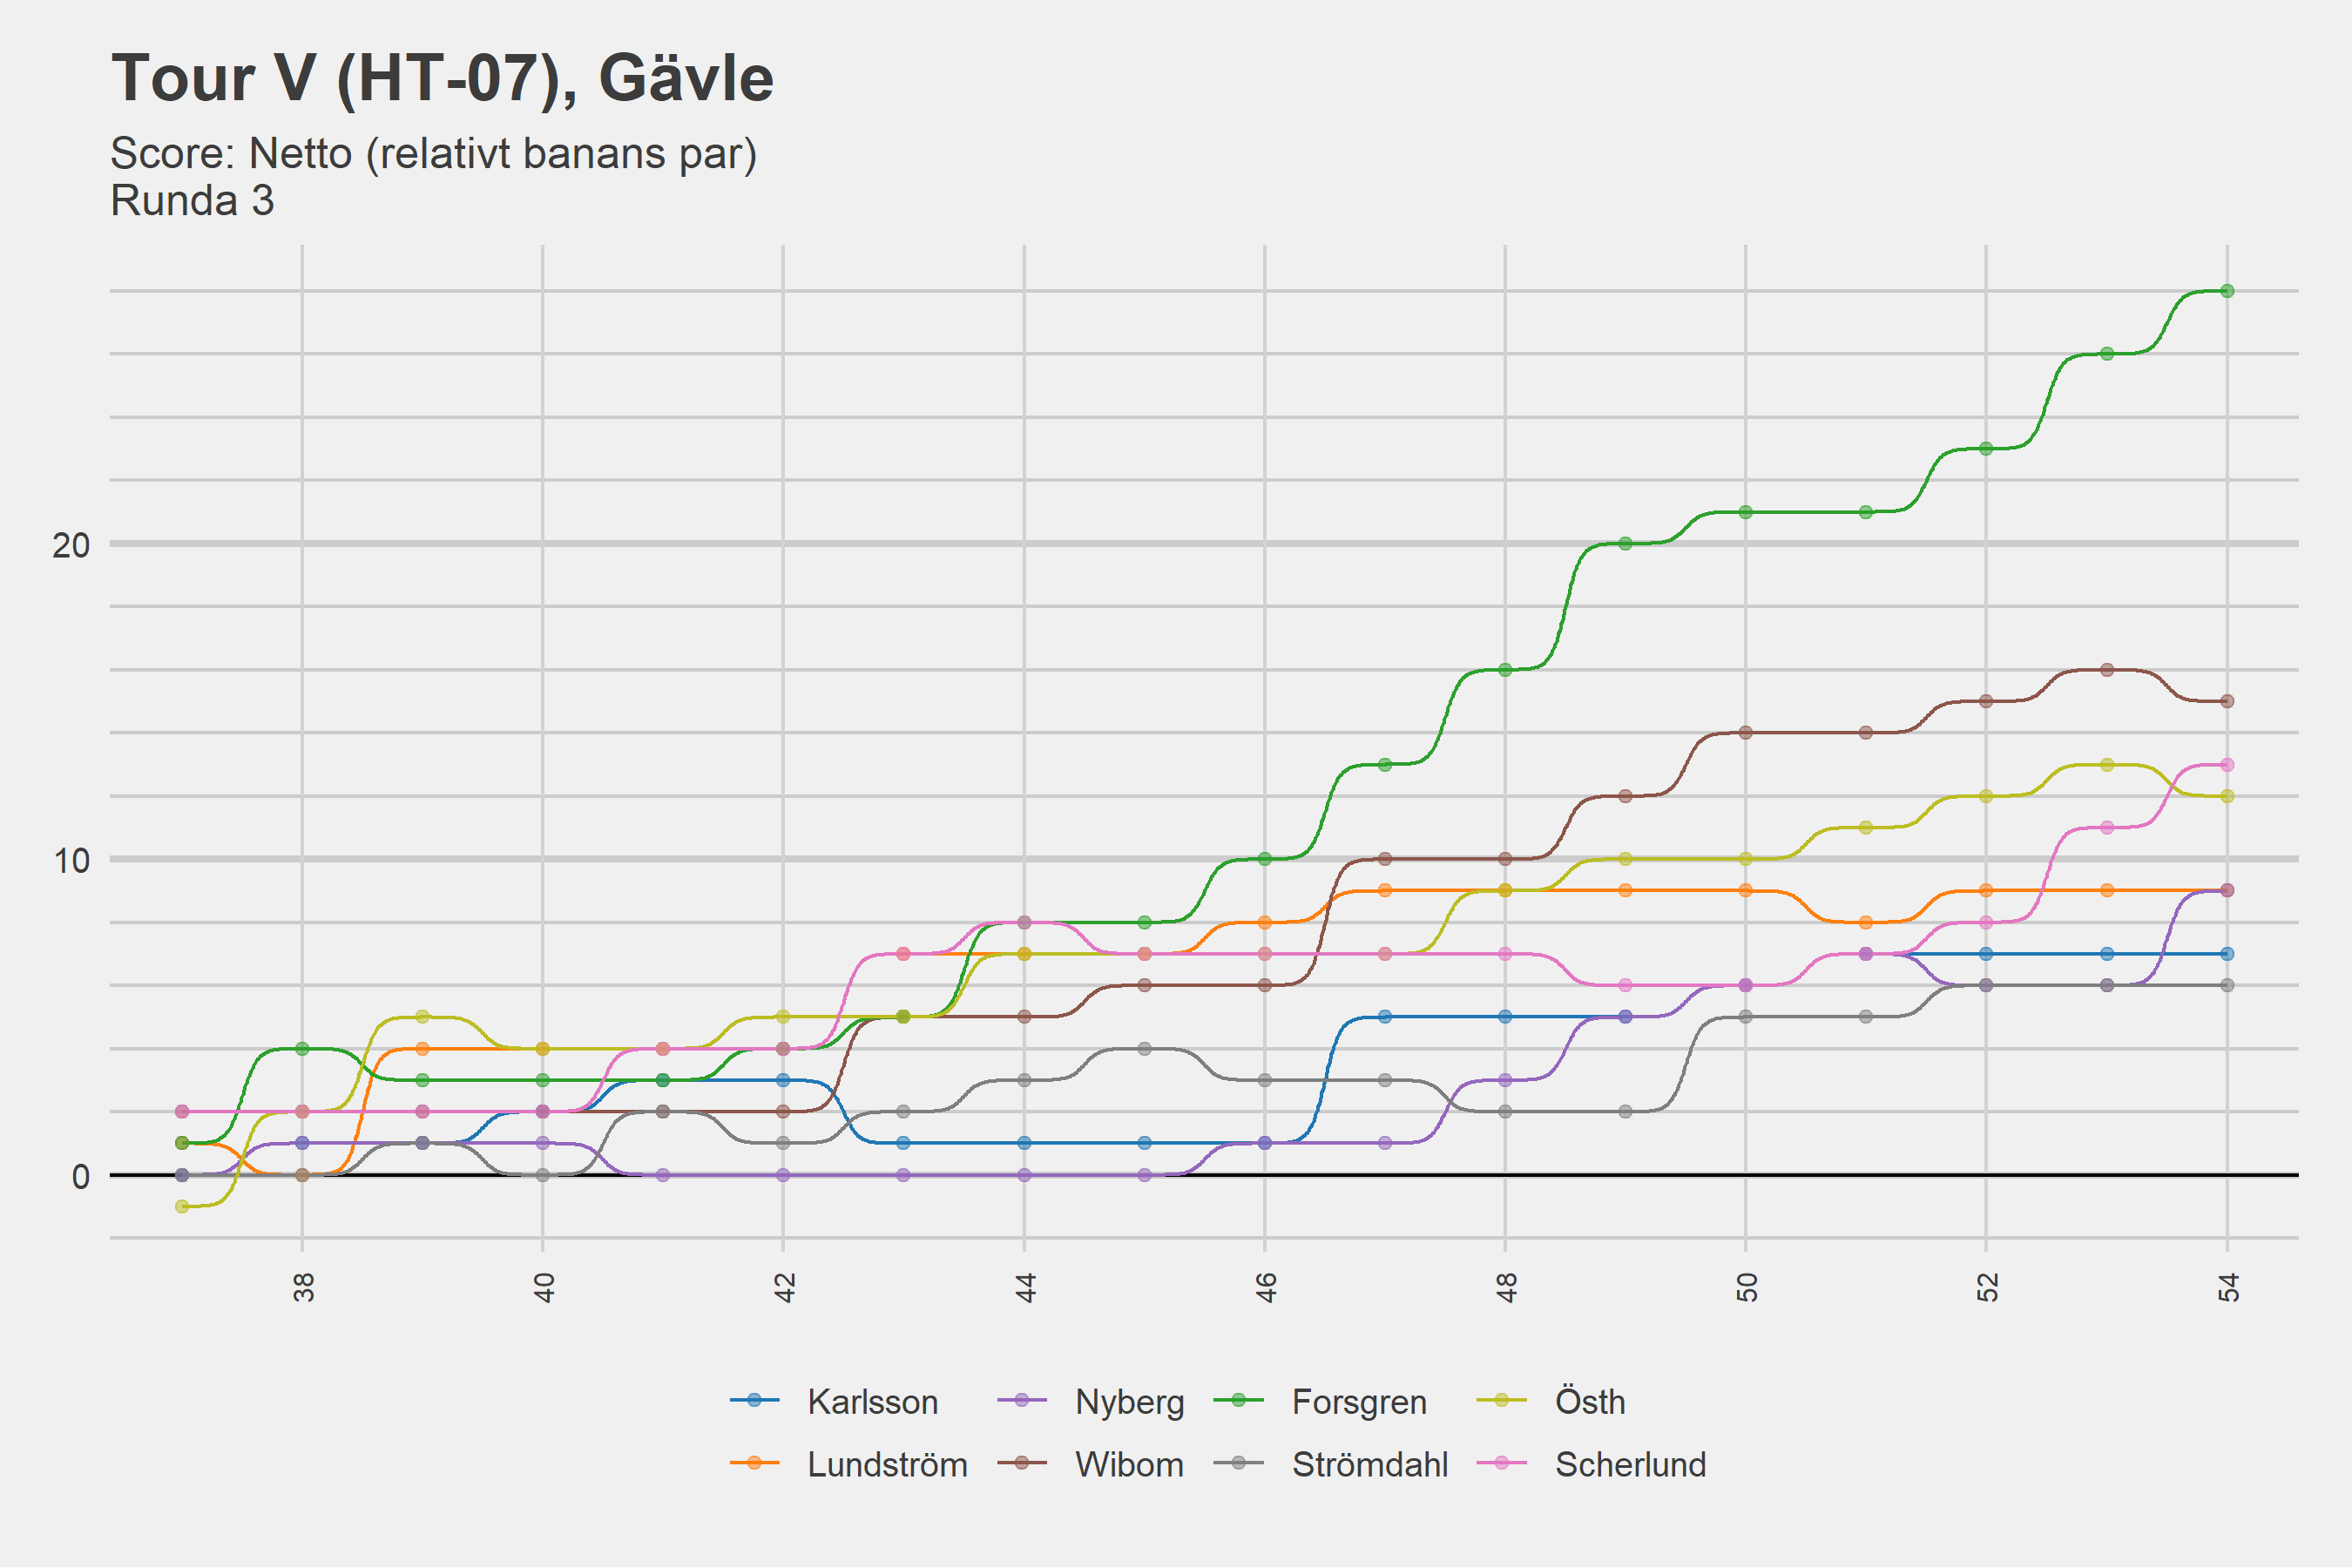 Tour V (HT-07), Gävle
Score: Netto (relativt banans par)
Runda 3
20
10
0
38 40 42 44 46 48 50 52 54
Karlsson Nyberg Forsgren Östh
Lundström Wibom Strömdahl Scherlund